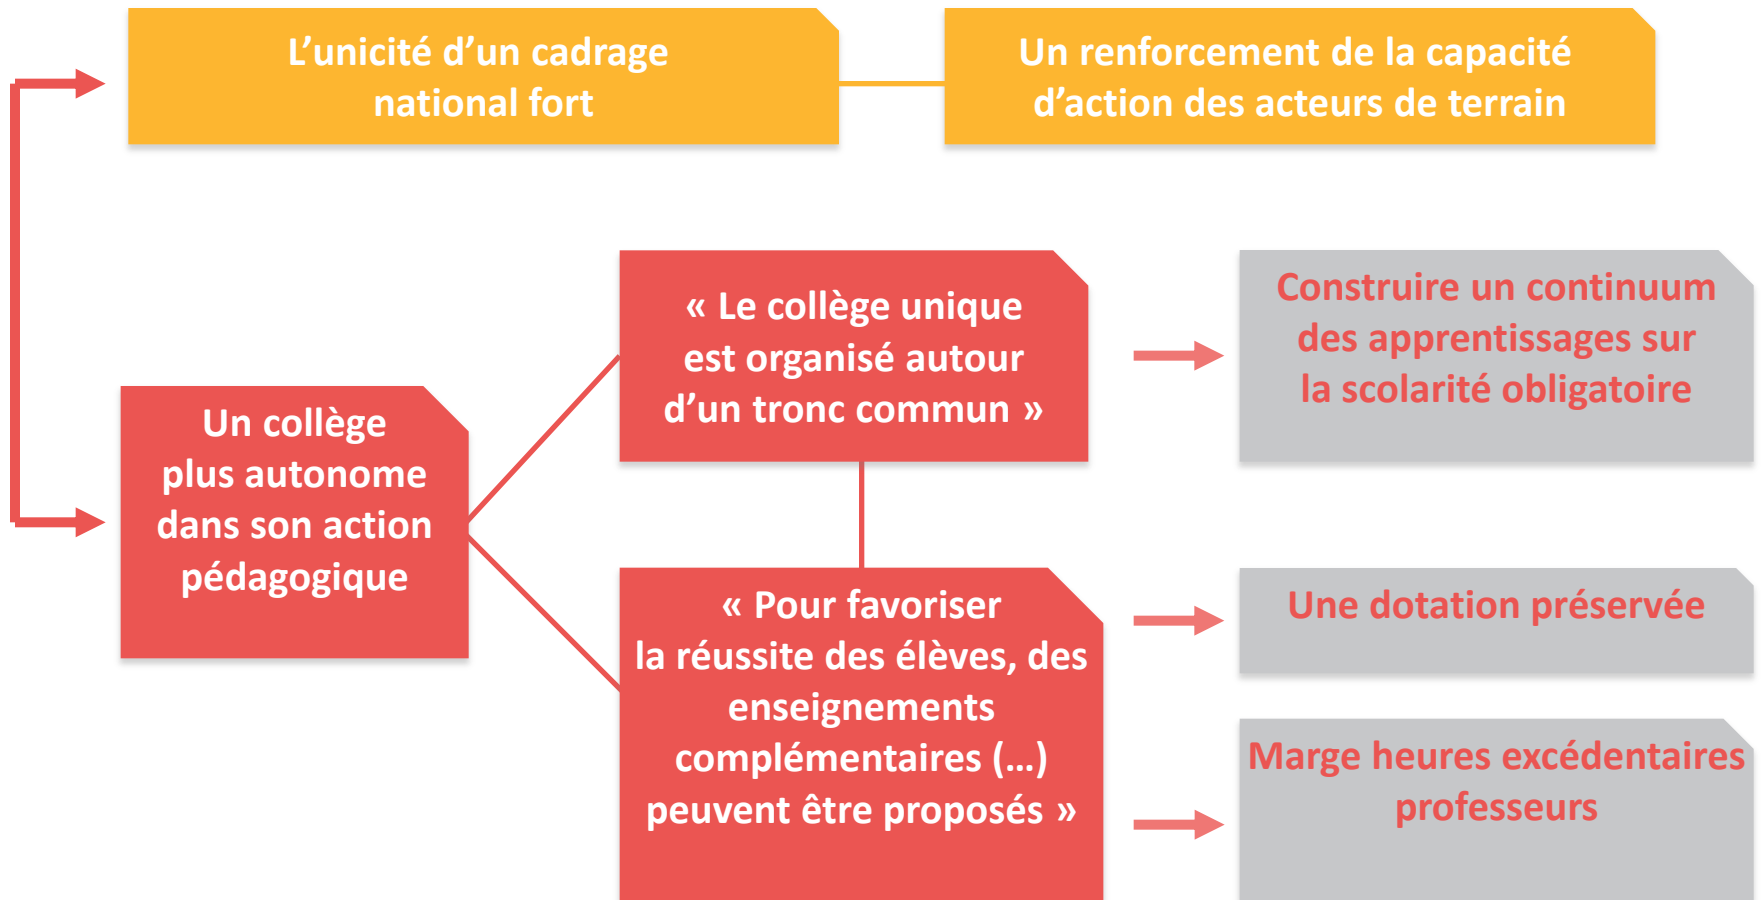 L’unicité d’un cadrage
national fort
Un renforcement de la capacité
d’action des acteurs de terrain
Un collège
plus autonome
dans son action
pédagogique
« Le collège unique
est organisé autour
d’un tronc commun »
Construire un continuum
des apprentissages sur
la scolarité obligatoire
« Pour favoriser
la réussite des élèves, des
enseignements
complémentaires (…)
peuvent être proposés »
Une dotation préservée
Marge heures excédentaires
professeurs